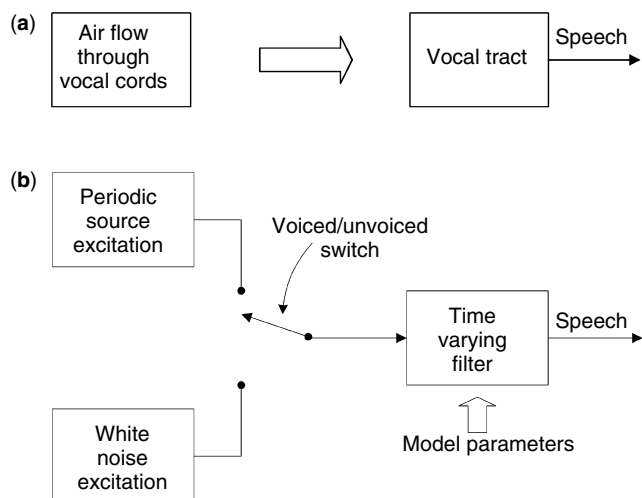 (a)
Air flow
through
vocal cords
Vocal tract
Speech
(b)
Periodic
source
excitation
Voiced/unvoiced
switch
Time
varying
filter
Speech
White
noise
excitation
Model parameters